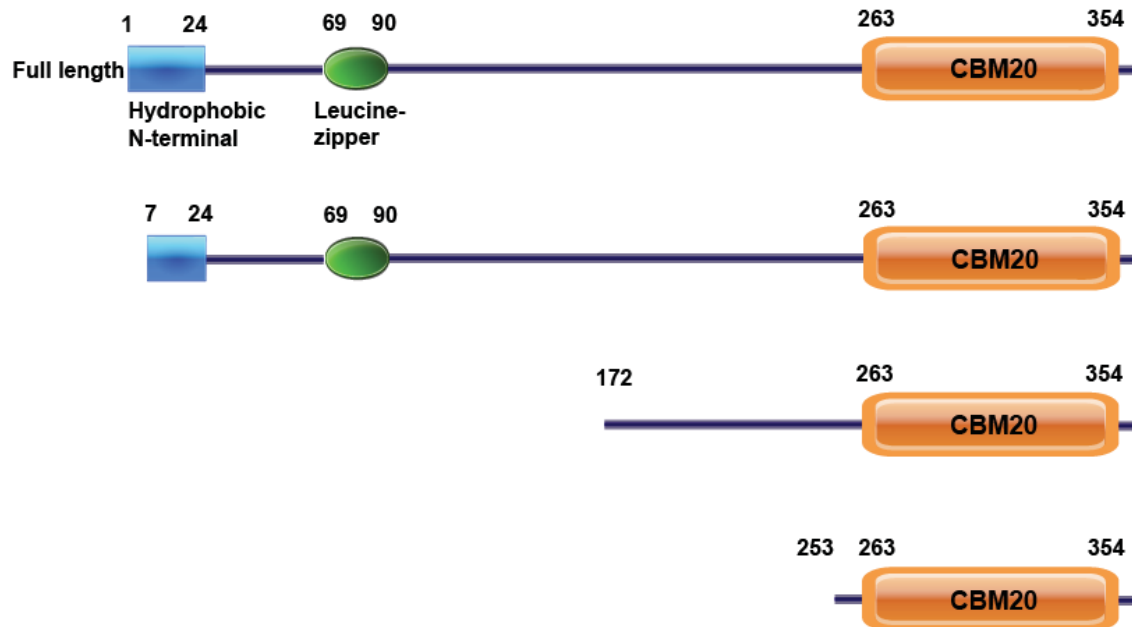 1 24 69 90 263 354
Full length CBM20
Hydrophobic Leucine-
N-terminal zipper
7 24 69 90 263 354
CBM20
172 263 354
CBM20
253 263 354
CBM20